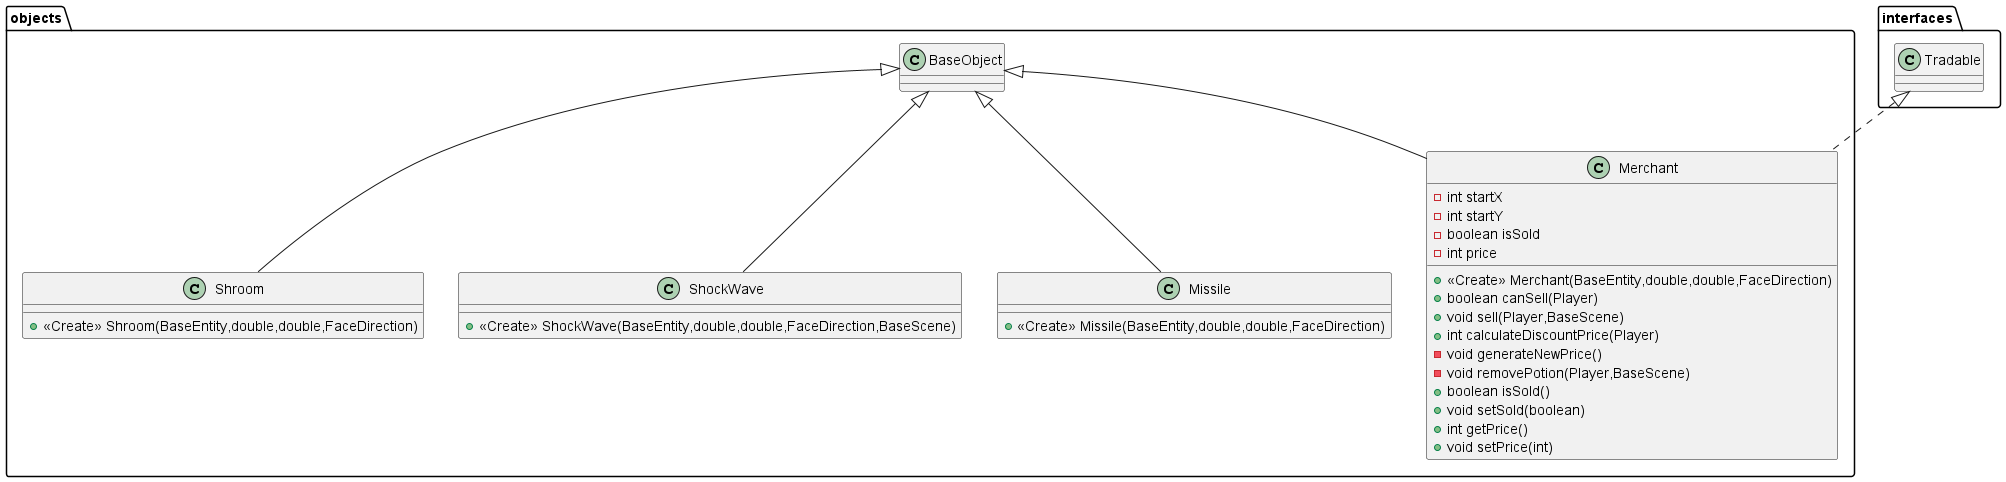 objects
interfaces
C BaseObject
C Tradable
C Merchant
int startX
int startY
boolean isSold
int price
«Create» Merchant(BaseEntity,double,double,FaceDirection)
boolean canSell(Player)
void sell(Player,BaseScene)
int calculateDiscountPrice(Player)
void generateNewPrice()
void removePotion(Player,BaseScene)
boolean isSold()
void setSold(boolean)
int getPrice()
void setPrice(int)
C Shroom
«Create» Shroom(BaseEntity,double,double,FaceDirection)
C ShockWave
«Create» ShockWave(BaseEntity,double,double,FaceDirection,BaseScene)
C Missile
«Create» Missile(BaseEntity,double,double,FaceDirection)